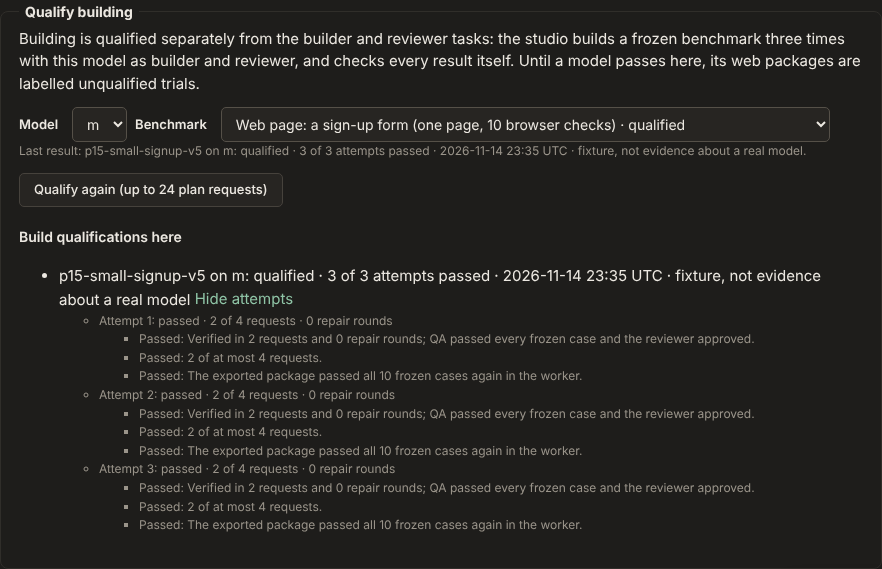 Qualify building
Building is qualified separately from the builder and reviewer tasks: the studio builds a frozen benchmark three times
with this model as builder and reviewer, and checks every result itself. Until a model passes here, its web packages are
labelled unqualified trials.
Model m Benchmark Web page: a sign-up form (one page, 10 browser checks) · qualified
Last result: p15-small-signup-v5 on m: qualified · 3 of 3 attempts passed · 2026-11-14 23:35 UTC · fixture, not evidence about a real model.
Qualify again (up to 24 plan requests)
Build qualifications here
• p15-small-signup-v5 on m: qualified · 3 of 3 attempts passed · 2026-11-14 23:35 UTC · fixture, not evidence
about a real model Hide attempts
◦ Attempt 1: passed · 2 of 4 requests · 0 repair rounds
▪ Passed: Verified in 2 requests and 0 repair rounds; QA passed every frozen case and the reviewer approved.
▪ Passed: 2 of at most 4 requests.
▪ Passed: The exported package passed all 10 frozen cases again in the worker.
◦ Attempt 2: passed · 2 of 4 requests · 0 repair rounds
▪ Passed: Verified in 2 requests and 0 repair rounds; QA passed every frozen case and the reviewer approved.
▪ Passed: 2 of at most 4 requests.
▪ Passed: The exported package passed all 10 frozen cases again in the worker.
◦ Attempt 3: passed · 2 of 4 requests · 0 repair rounds
▪ Passed: Verified in 2 requests and 0 repair rounds; QA passed every frozen case and the reviewer approved.
▪ Passed: 2 of at most 4 requests.
▪ Passed: The exported package passed all 10 frozen cases again in the worker.